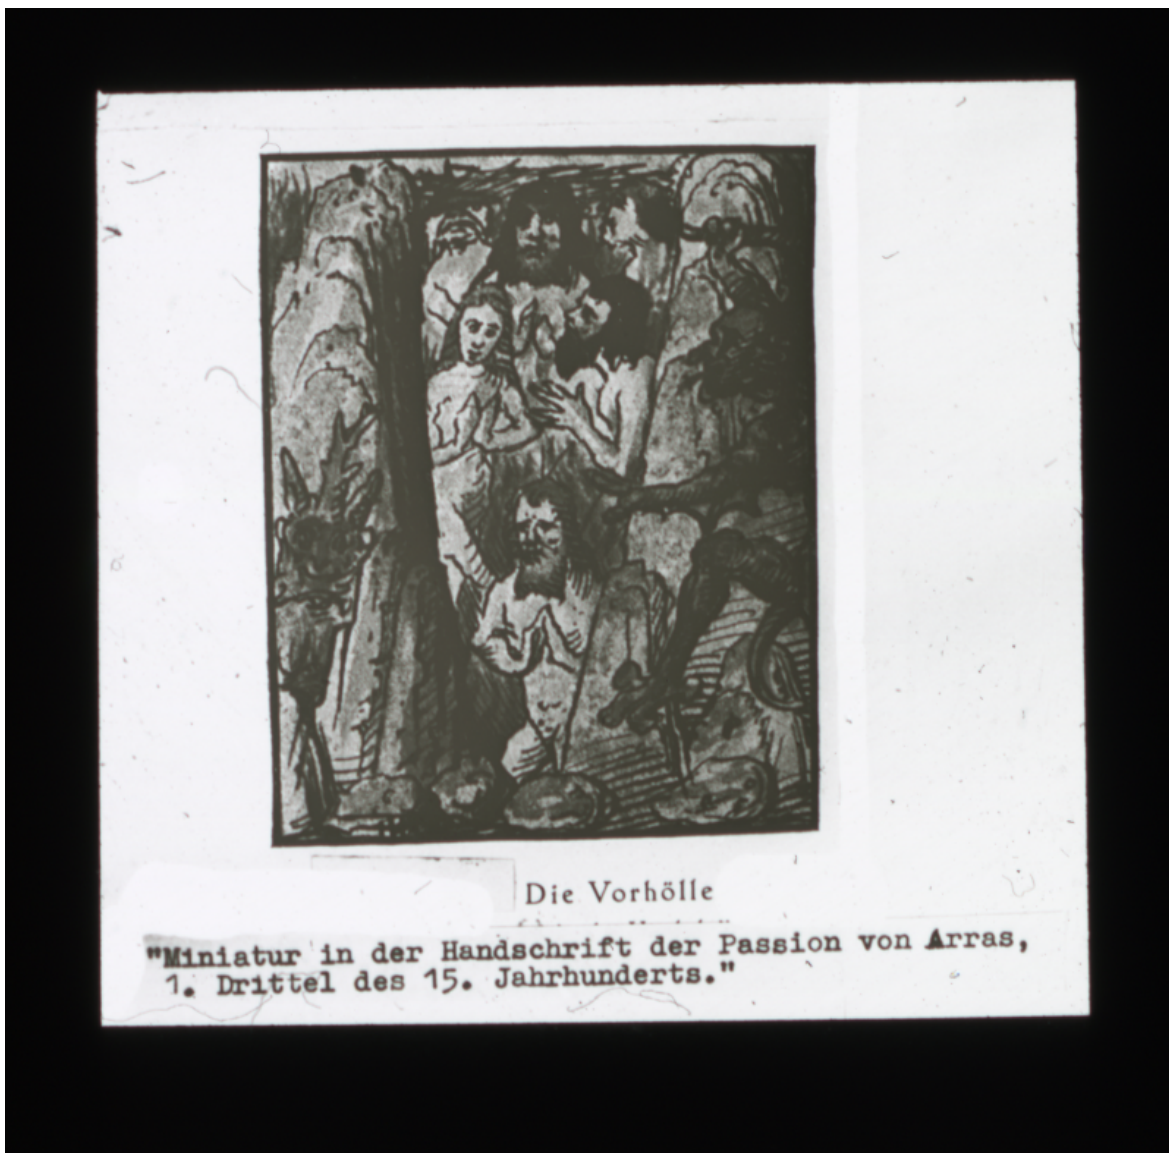 Die Vorhölle
"Miniatur in der Handschrift der Passion von Arras,
1. Drittel des 15. Jahrhunderts."